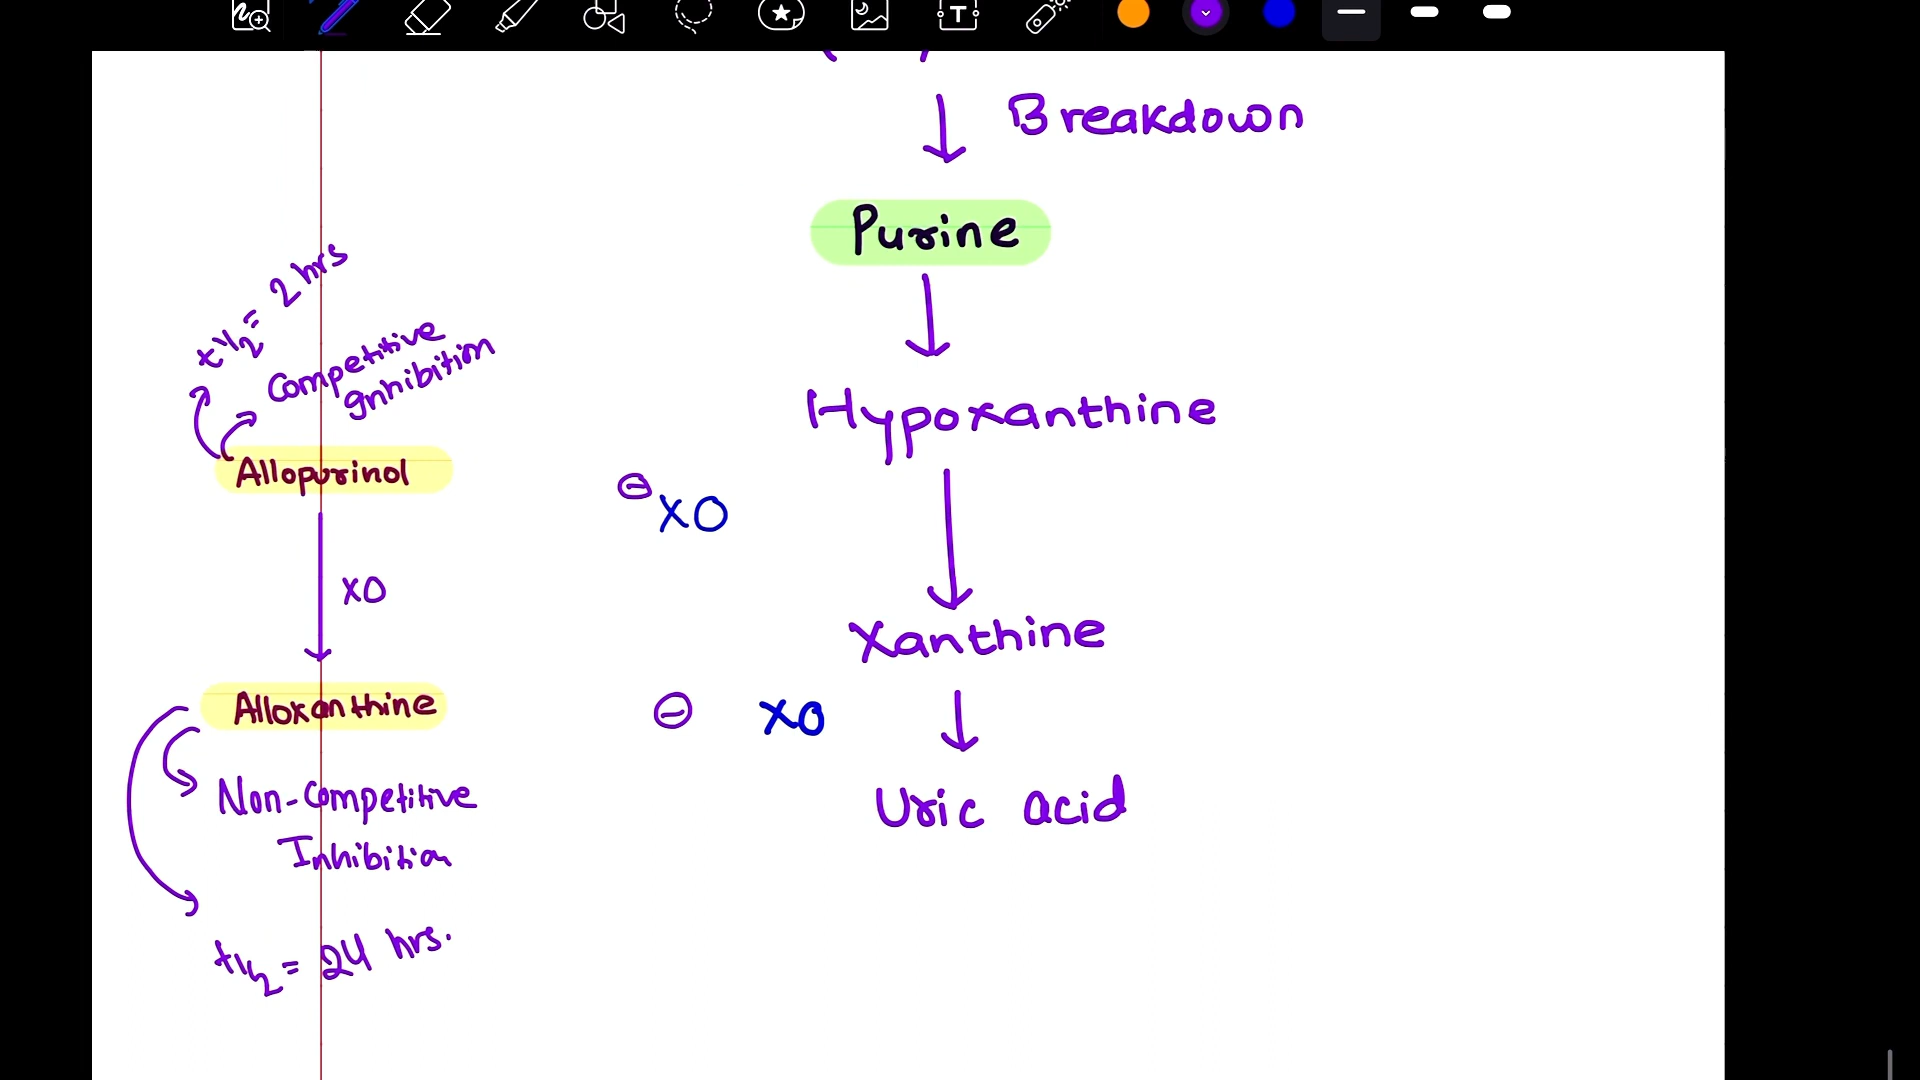 Breakdown
Purine
Hypoxanthine
⊖ XO
Xanthine
⊖ XO
Uric acid
t1/2 = 2 hrs
Competitive
Inhibition
Allopurinol
XO
Alloxanthine
Non-Competitive
Inhibition
t1/2 = 24 hrs.